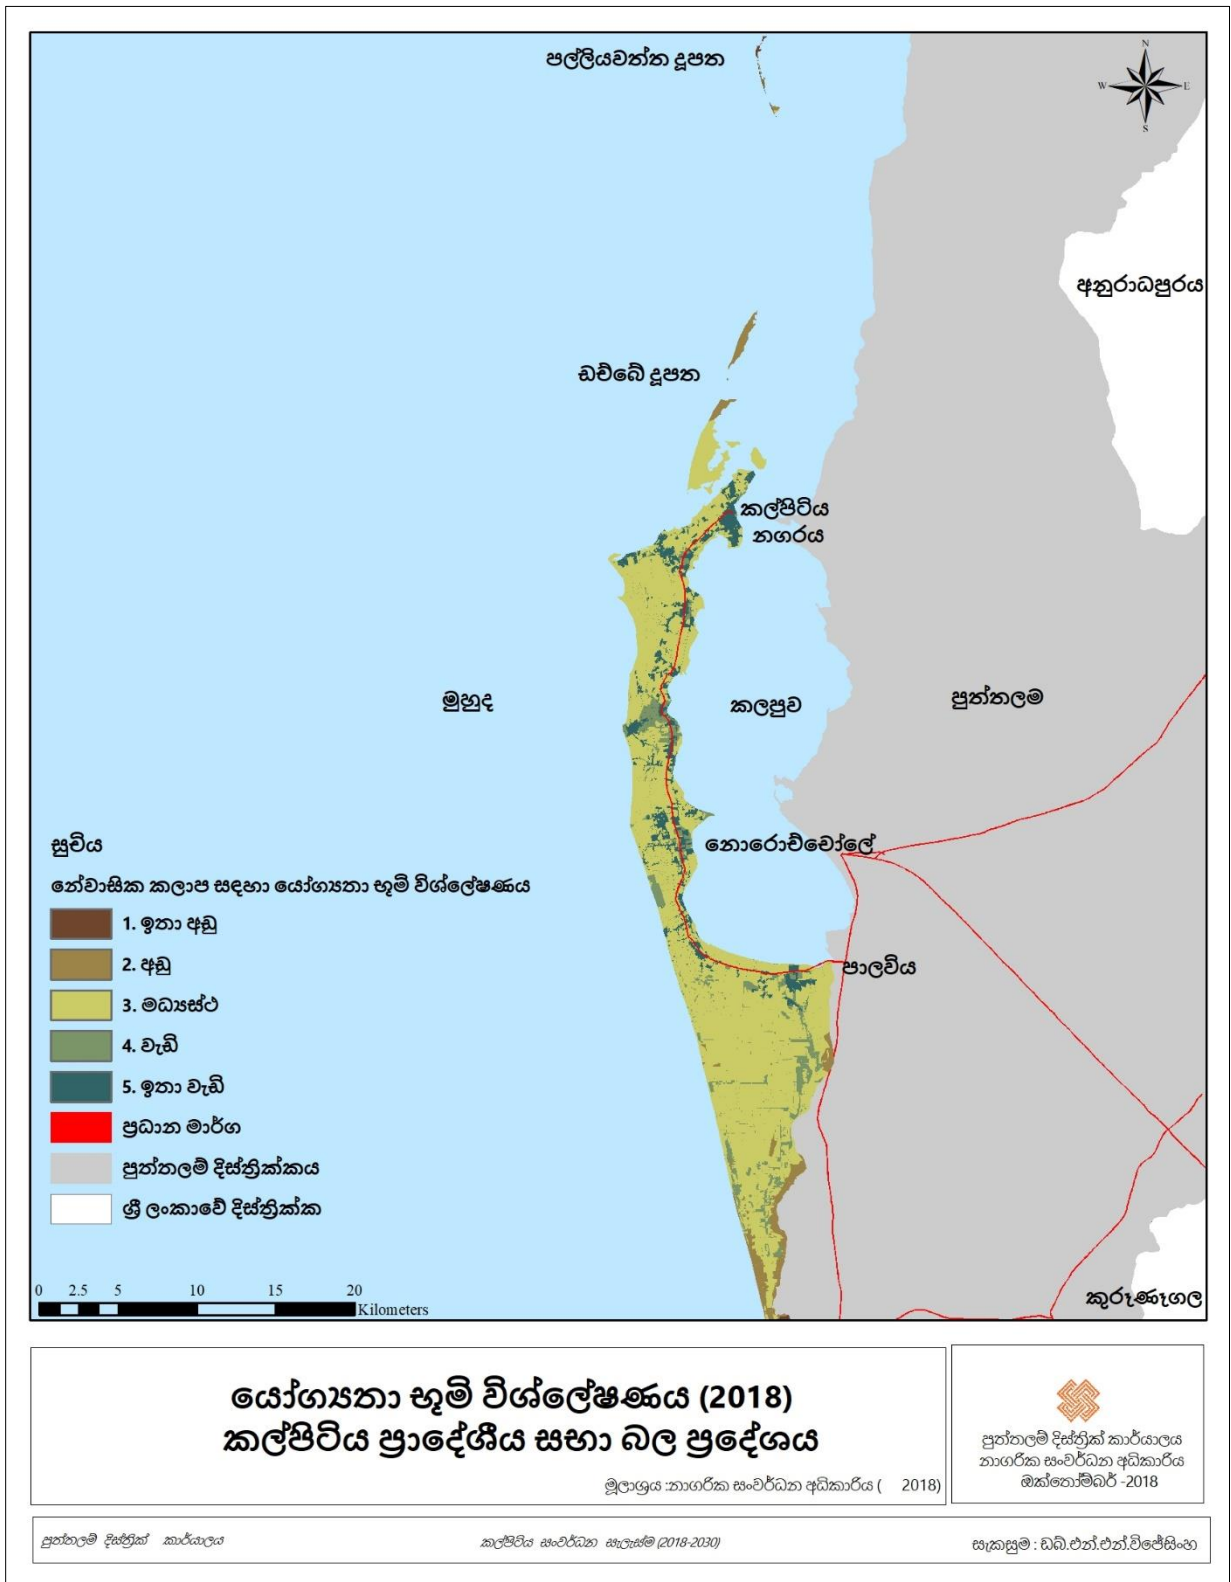 පල්ලියවත්ත දූපත
N
W
E
S
අනුරාධපුරය
ඩච්බේ දූපත
කල්පිටිය
නගරය
මුහුද
කලපුව
පුත්තලම
නොරොච්චෝලේ
පාලවිය
කුරුණෑගල
සූචිය
නේවාසික කලාප සඳහා යෝග්‍යතා භූමි විශ්ලේෂණය
1. ඉතා අඩු
2. අඩු
3. මධ්‍යස්ථ
4. වැඩි
5. ඉතා වැඩි
ප්‍රධාන මාර්ග
පුත්තලම් දිස්ත්‍රික්කය
ශ්‍රී ලංකාවේ දිස්ත්‍රික්ක
0 2.5 5 10 15 20
Kilometers
යෝග්‍යතා භූමි විශ්ලේෂණය (2018)
කල්පිටිය ප්‍රාදේශීය සභා බල ප්‍රදේශය
මූලාශ්‍රය :නාගරික සංවර්ධන අධිකාරිය ( 2018)
පුත්තලම් දිස්ත්‍රික් කාර්යාලය
නාගරික සංවර්ධන අධිකාරිය
ඔක්තෝම්බර් -2018
පුත්තලම් දිස්ත්‍රික් කාර්යාලය
කල්පිටිය සංවර්ධන සැලැස්ම (2018-2030)
සැකසුම : ඩබ්.එන්.එන්.විජේසිංහ